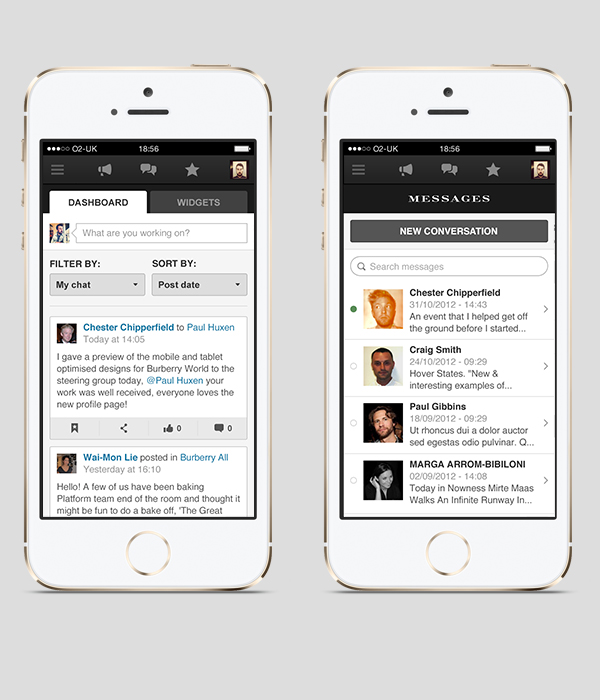 O2-UK 18:56
DASHBOARD WIDGETS
What are you working on?
FILTER BY: SORT BY:
My chat Post date
Chester Chipperfield to Paul Huxen
Today at 14:05
I gave a preview of the mobile and tablet
optimised designs for Burberry World to the
steering group today, @Paul Huxen your
work was well received, everyone loves the
new profile page!
0 0
Wai-Mon Lie posted in Burberry All
Yesterday at 16:10
Hello! A few of us have been baking
Platform team end of the room and thought it
might be fun to do a bake off, 'The Great
O2-UK 18:56
MESSAGES
NEW CONVERSATION
Search messages
Chester Chipperfield
31/10/2012 - 14:43
An event that I helped get off
the ground before I started...
Craig Smith
24/10/2012 - 09:29
Hover States. "New &
interesting examples of...
Paul Gibbins
18/09/2012 - 09:29
Ut rhoncus dui a dolor auctor
sed egestas odio pulvinar. Q...
MARGA ARROM-BIBILONI
02/09/2012 - 14:08
Today in Nowness Mirte Maas
Walks An Infinite Runway In...